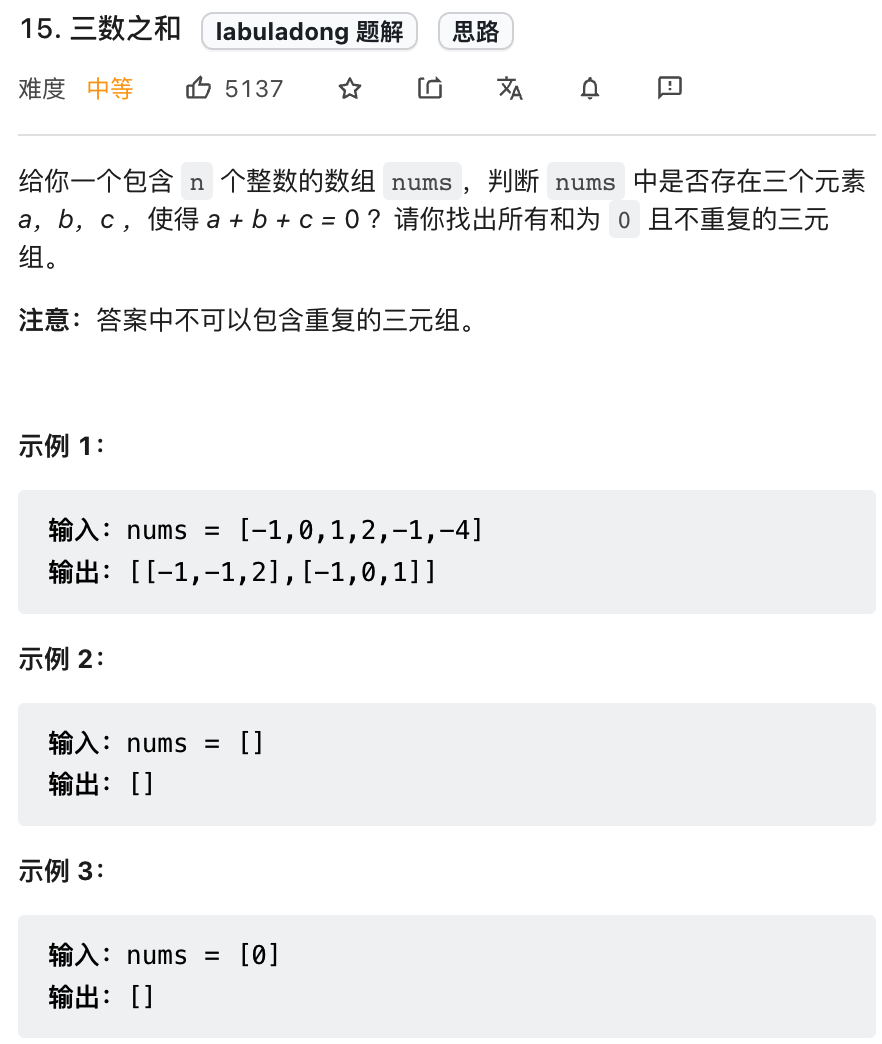 15. 三数之和 labuladong 题解 思路
难度 中等 5137
给你一个包含 n 个整数的数组 nums，判断 nums 中是否存在三个元素
a，b，c ，使得 a + b + c = 0 ？请你找出所有和为 0 且不重复的三元
组。
注意：答案中不可以包含重复的三元组。
示例 1：
输入：nums = [-1,0,1,2,-1,-4]
输出：[[-1,-1,2],[-1,0,1]]
示例 2：
输入：nums = []
输出：[]
示例 3：
输入：nums = [0]
输出：[]